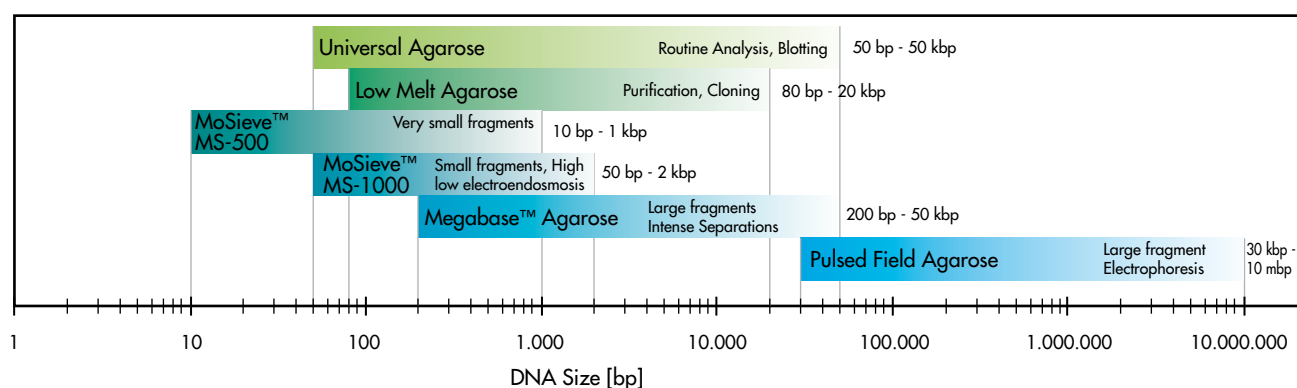 Universal Agarose Routine Analysis, Blotting 50 bp - 50 kbp
Low Melt Agarose Purification, Cloning 80 bp - 20 kbp
MoSieve™ Very small fragments
MS-500 10 bp - 1 kbp
MoSieve™ Small fragments, High
MS-1000 low electroendosmosis 50 bp - 2 kbp
Megabase™ Agarose Large fragments
Intense Separations 200 bp - 50 kbp
Pulsed Field Agarose Large fragment 30 kbp -
Electrophoresis 10 mbp
1 10 100 1.000 10.000 100.000 1.000.000 10.000.000
DNA Size [bp]